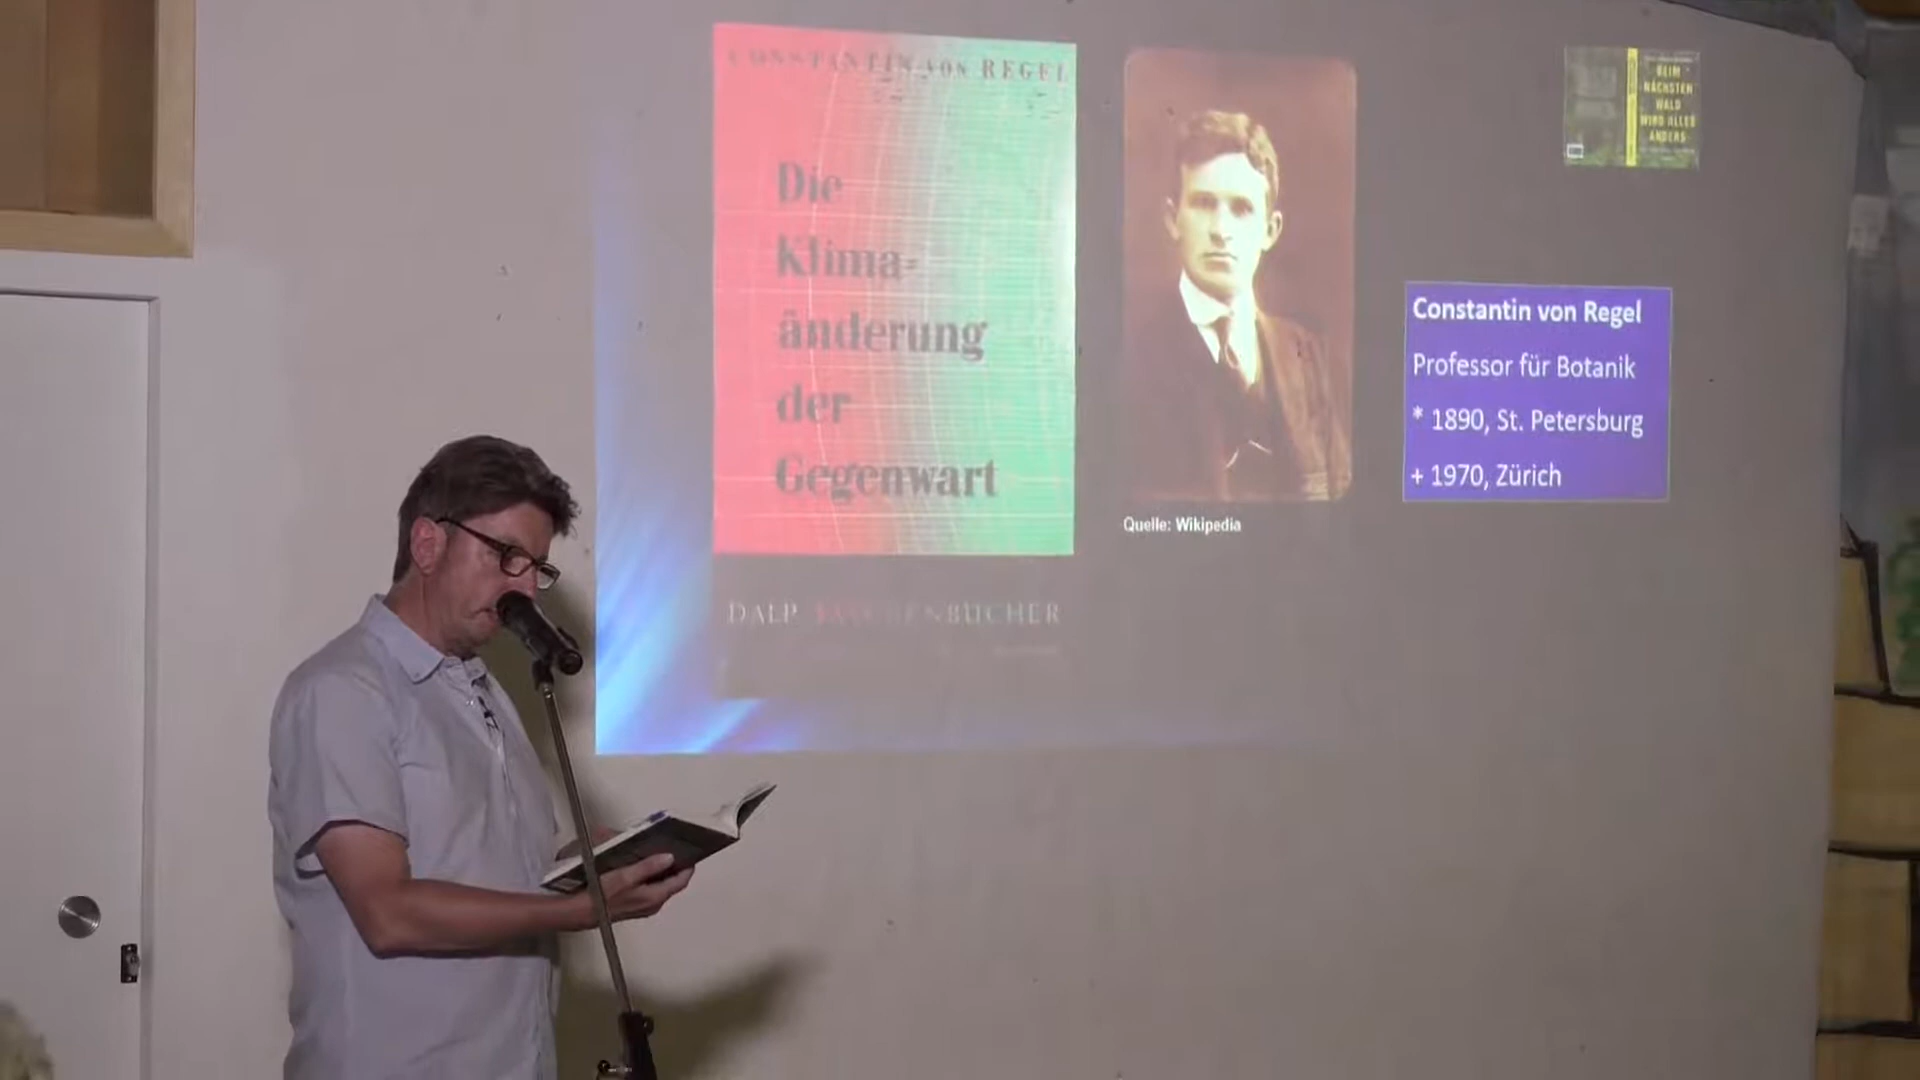 CONSTANTIN VON REGEL
Die
Klima=
änderung
der
Gegenwart
DALP TASCHENBÜCHER
Quelle: Wikipedia
Constantin von Regel
Professor für Botanik
* 1890, St. Petersburg
+ 1970, Zürich
BEIM
NÄCHSTEN
WALD
WIRD ALLES
ANDERS